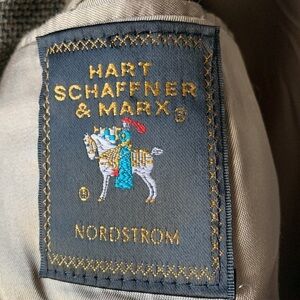 HART
SCHAFFNER
& MARX®
®
NORDSTROM